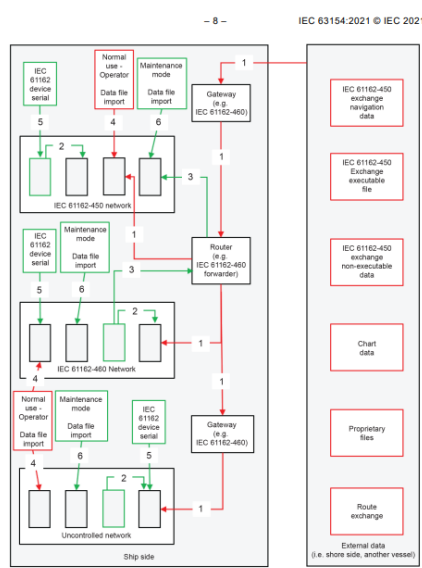 – 8 –
IEC 63154:2021 © IEC 2021
IEC
61162
device
serial
Normal
use -
Operator
Data file
import
Maintenance
mode
Data file
import
Gateway
(e.g.
IEC 61162-460)
1
5
2
4
6
1
3
IEC 61162-450 network
1
IEC
61162
device
serial
Maintenance
mode
Data file
import
Router
(e.g.
IEC 61162-460
forwarder)
3
5
6
2
1
IEC 61162-460 Network
4
1
Normal
use -
Operator
Data file
import
Maintenance
mode
Data file
import
IEC
61162
device
serial
Gateway
(e.g.
IEC 61162-460)
4
6
5
2
1
Uncontrolled network
Ship side
IEC 61162-450
exchange
navigation
data
IEC 61162-450
Exchange
executable
file
IEC 61162-450
exchange
non-executable
data
Chart
data
Proprietary
files
Route
exchange
External data
(i.e. shore side, another vessel)